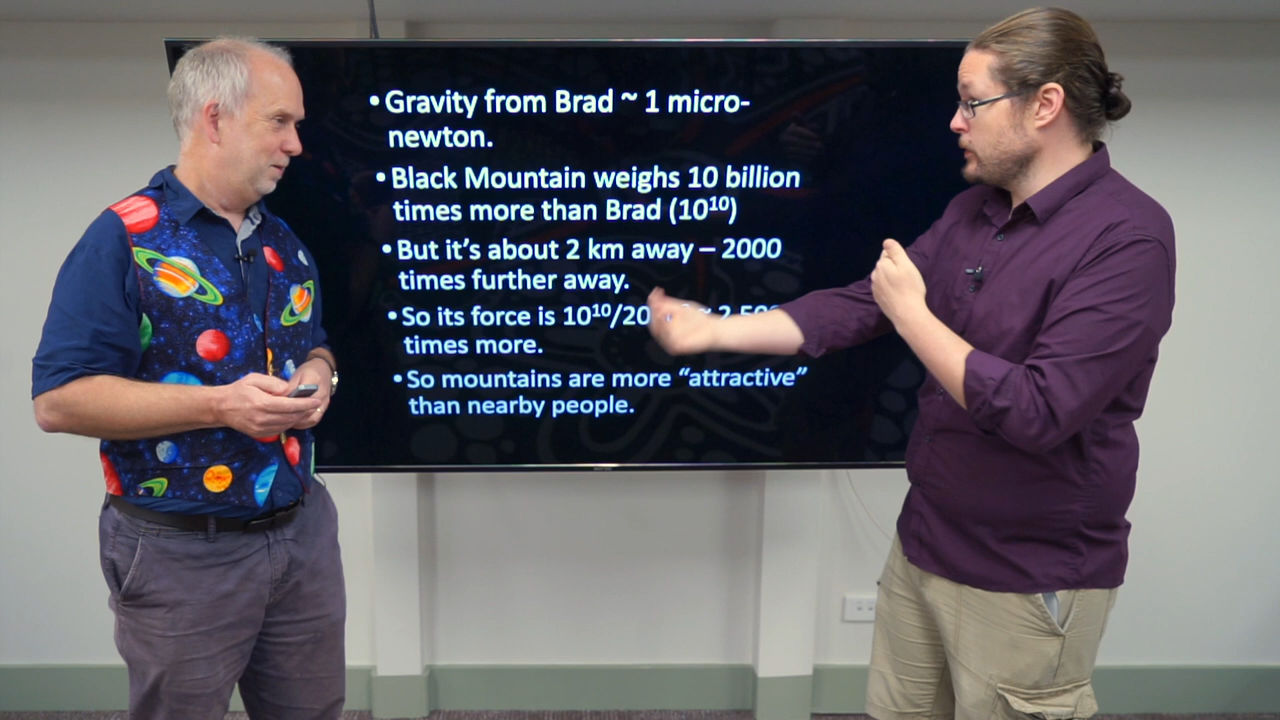 • Gravity from Brad ~ 1 micro-
newton.
• Black Mountain weighs 10 billion
times more than Brad (10¹⁰)
• But it's about 2 km away – 2000
times further away.
• So its force is 10¹⁰/20
times more.
• So mountains are more “attractive”
than nearby people.